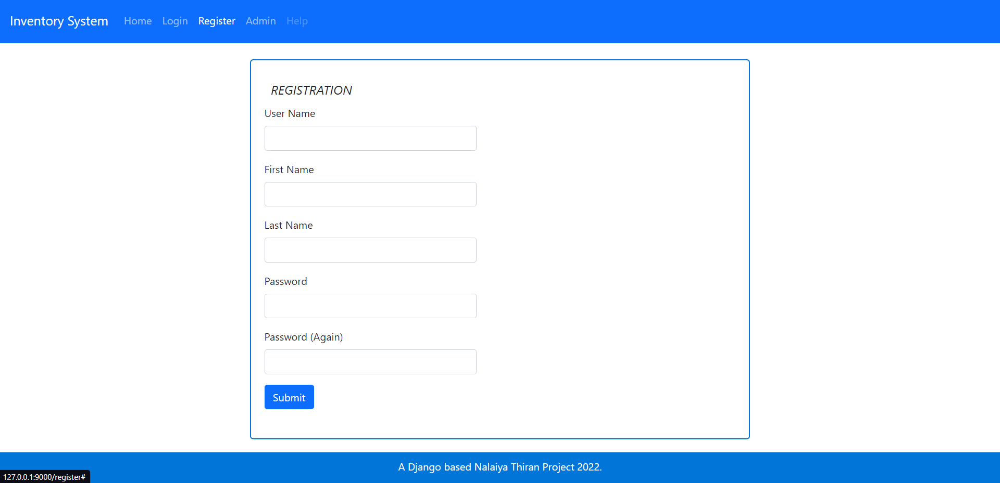 Inventory System Home Login Register Admin Help
REGISTRATION
User Name
First Name
Last Name
Password
Password (Again)
Submit
A Django based Nalaiya Thiran Project 2022.
127.0.0.1:9000/register#